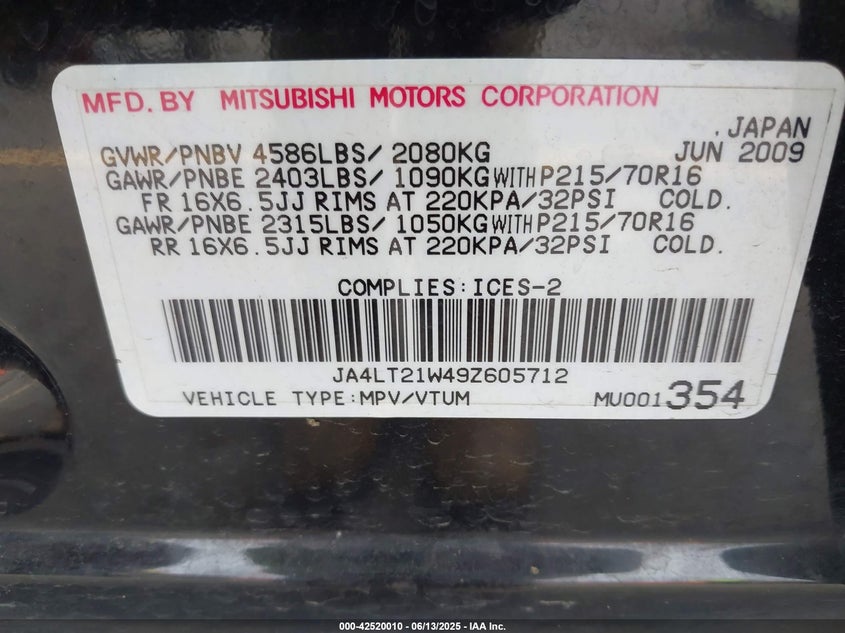 MFD. BY MITSUBISHI MOTORS CORPORATION
.JAPAN
GVWR/PNBV 4586LBS/ 2080KG JUN 2009
GAWR/PNBE 2403LBS/ 1090KG WITH P215/70R16
FR 16X6.5JJ RIMS AT 220KPA/32PSI COLD.
GAWR/PNBE 2315LBS/ 1050KG WITH P215/70R16
RR 16X6.5JJ RIMS AT 220KPA/32PSI COLD.
COMPLIES:ICES-2
JA4LT21W49Z605712
VEHICLE TYPE:MPV/VTUM MU001354
000-42520010 - 06/13/2025 - IAA Inc.